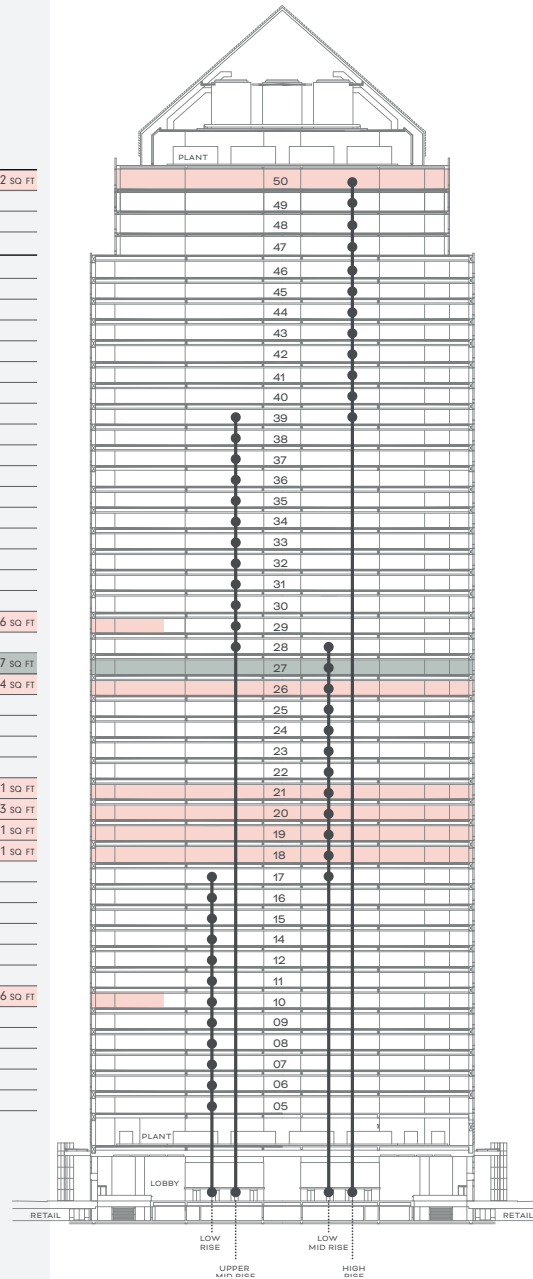 PLANT
2 SQ FT
50
49
48
47
46
45
44
43
42
41
40
39
38
37
36
35
34
33
32
31
30
6 SQ FT
29
28
7 SQ FT
27
4 SQ FT
26
25
24
23
22
1 SQ FT
21
3 SQ FT
20
1 SQ FT
19
1 SQ FT
18
17
16
15
14
12
11
6 SQ FT
10
09
08
07
06
05
PLANT
LOBBY
RETAIL
RETAIL
LOW
RISE
UPPER
MID RISE
LOW
MID RISE
HIGH
RISE